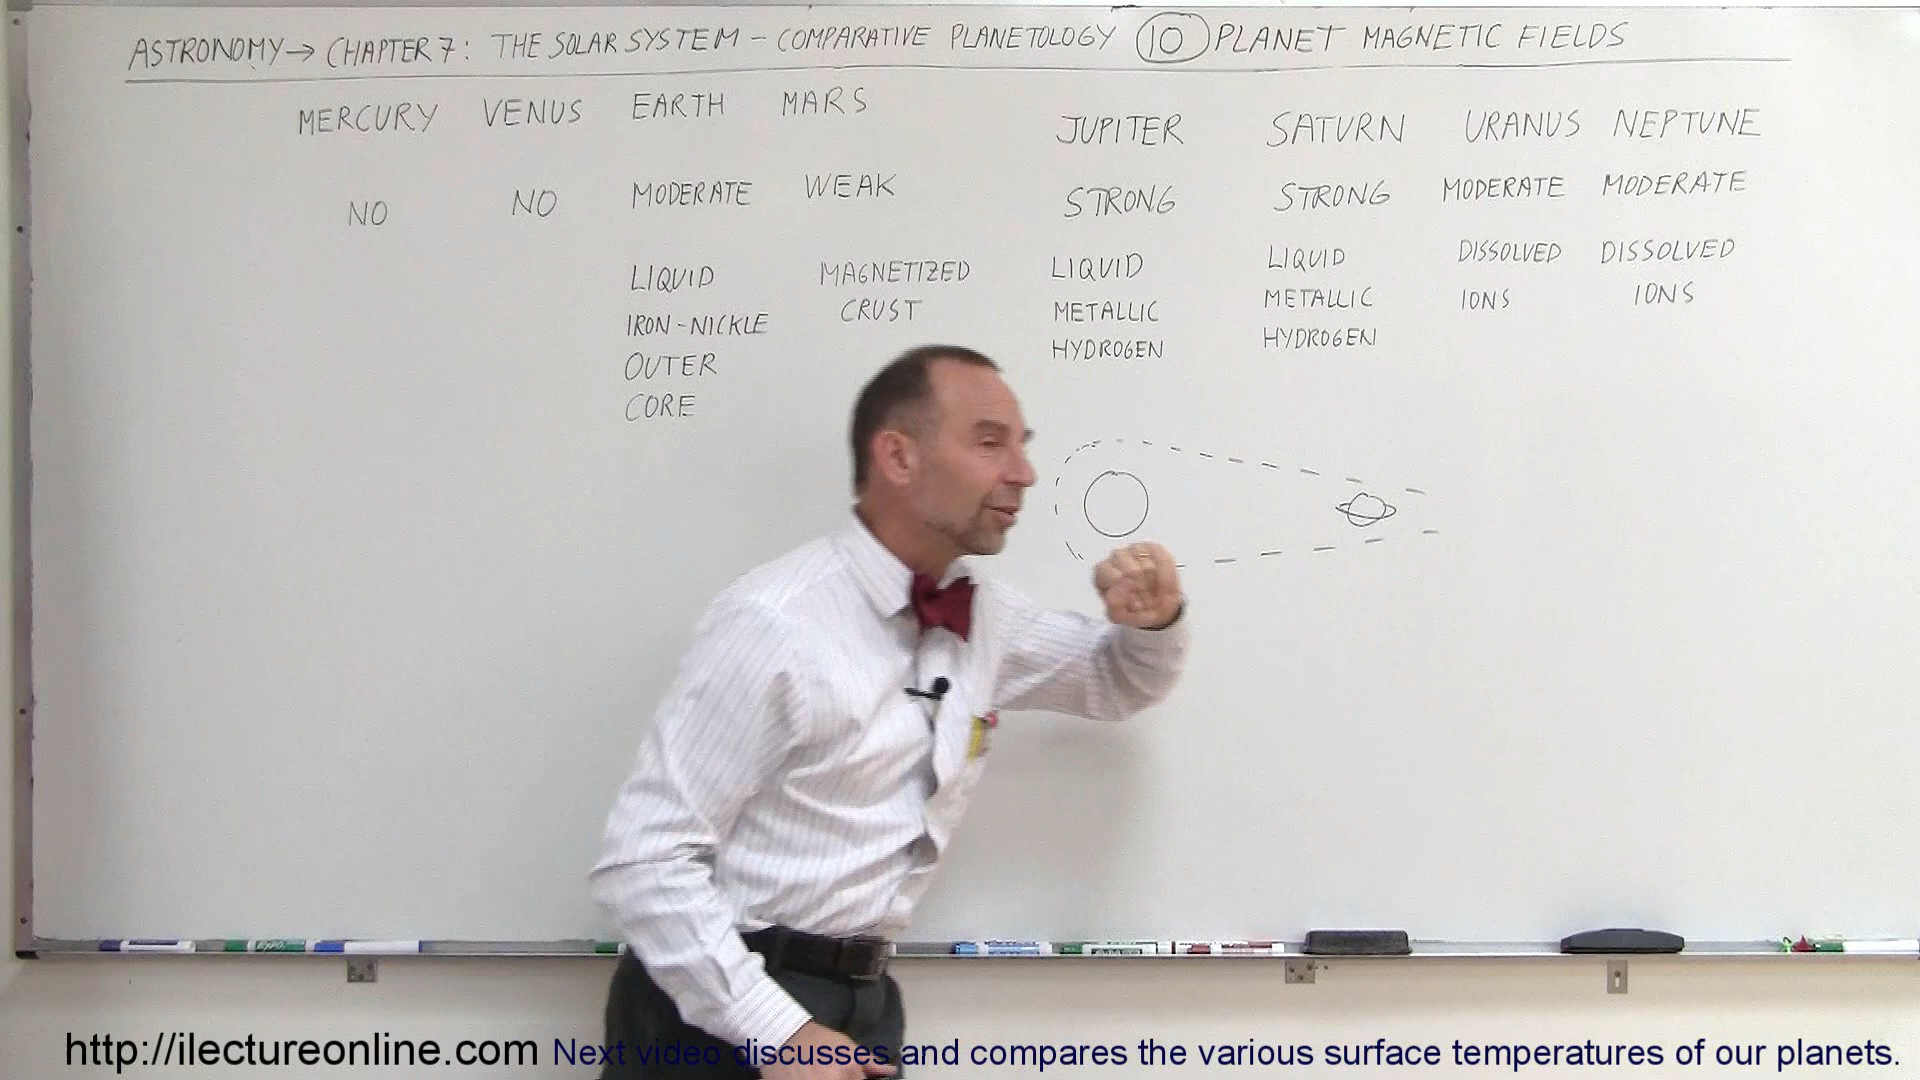 ASTRONOMY → CHAPTER 7: THE SOLAR SYSTEM - COMPARATIVE PLANETOLOGY 10 PLANET MAGNETIC FIELDS
MERCURY VENUS EARTH MARS JUPITER SATURN URANUS NEPTUNE
NO NO MODERATE WEAK STRONG STRONG MODERATE MODERATE
LIQUID MAGNETIZED LIQUID LIQUID DISSOLVED DISSOLVED
IRON-NICKLE CRUST METALLIC METALLIC IONS IONS
OUTER HYDROGEN HYDROGEN
CORE
EXPO
http://ilectureonline.com Next video discusses and compares the various surface temperatures of our planets.